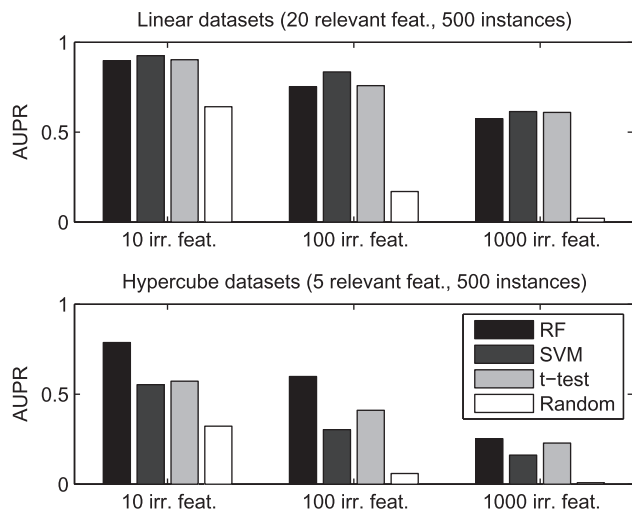 Linear datasets (20 relevant feat., 500 instances)
1
0.5
0
AUPR
10 irr. feat.
100 irr. feat.
1000 irr. feat.
Hypercube datasets (5 relevant feat., 500 instances)
1
0.5
0
AUPR
RF
SVM
t−test
Random
10 irr. feat.
100 irr. feat.
1000 irr. feat.